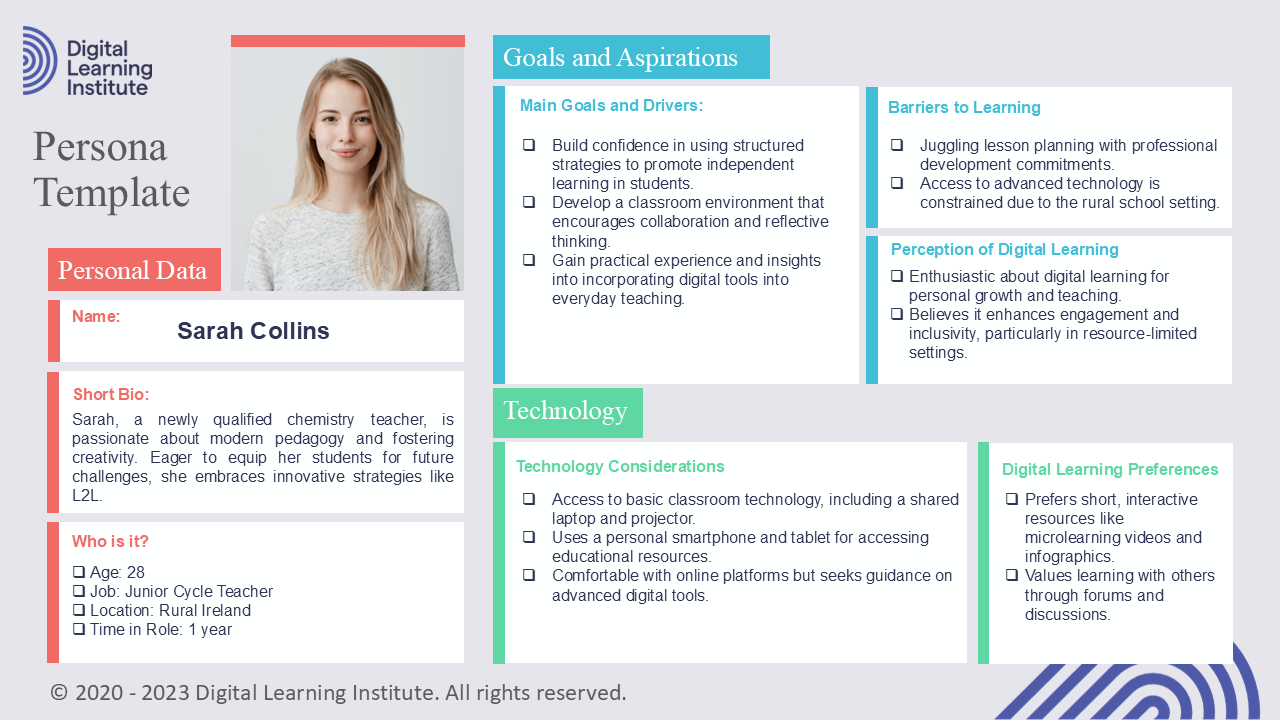 Digital
Learning
Institute
Persona
Template
Personal Data
Name:
Sarah Collins
Short Bio:
Sarah, a newly qualified chemistry teacher, is
passionate about modern pedagogy and fostering
creativity. Eager to equip her students for future
challenges, she embraces innovative strategies like
L2L.
Who is it?
❑ Age: 28
❑ Job: Junior Cycle Teacher
❑ Location: Rural Ireland
❑ Time in Role: 1 year
Goals and Aspirations
Main Goals and Drivers:
❑ Build confidence in using structured
strategies to promote independent
learning in students.
❑ Develop a classroom environment that
encourages collaboration and reflective
thinking.
❑ Gain practical experience and insights
into incorporating digital tools into
everyday teaching.
Barriers to Learning
❑ Juggling lesson planning with professional
development commitments.
❑ Access to advanced technology is
constrained due to the rural school setting.
Perception of Digital Learning
❑ Enthusiastic about digital learning for
personal growth and teaching.
❑ Believes it enhances engagement and
inclusivity, particularly in resource-limited
settings.
Technology
Technology Considerations
❑ Access to basic classroom technology, including a shared
laptop and projector.
❑ Uses a personal smartphone and tablet for accessing
educational resources.
❑ Comfortable with online platforms but seeks guidance on
advanced digital tools.
Digital Learning Preferences
❑ Prefers short, interactive
resources like
microlearning videos and
infographics.
❑ Values learning with others
through forums and
discussions.
© 2020 - 2023 Digital Learning Institute. All rights reserved.